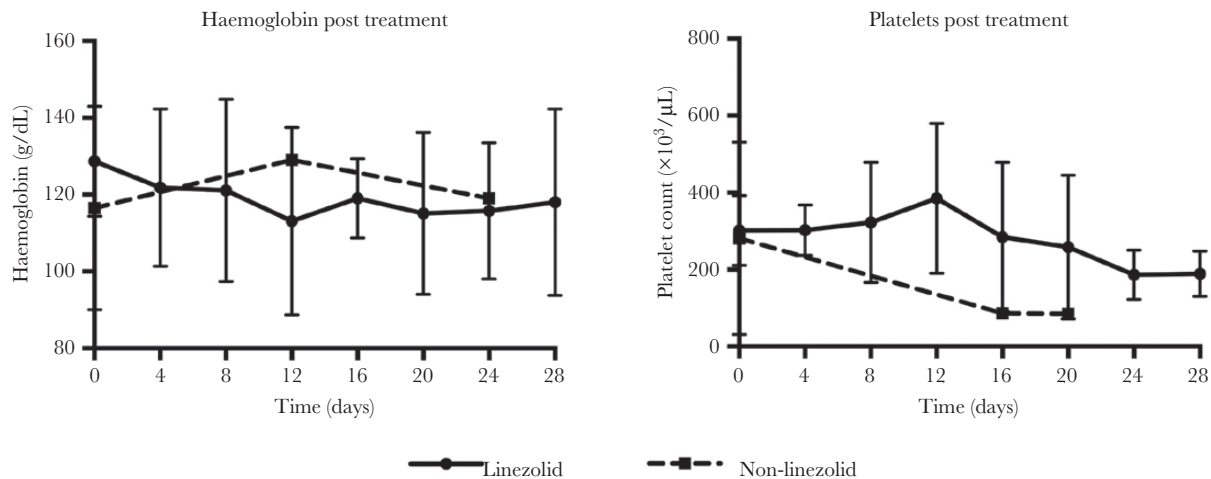 Haemoglobin post treatment
160
140
120
100
80
Haemoglobin (g/dL)
0 4 8 12 16 20 24 28
Time (days)
Platelets post treatment
800
600
400
200
0
Platelet count (×10³/µL)
0 4 8 12 16 20 24 28
Time (days)
Linezolid
Non-linezolid